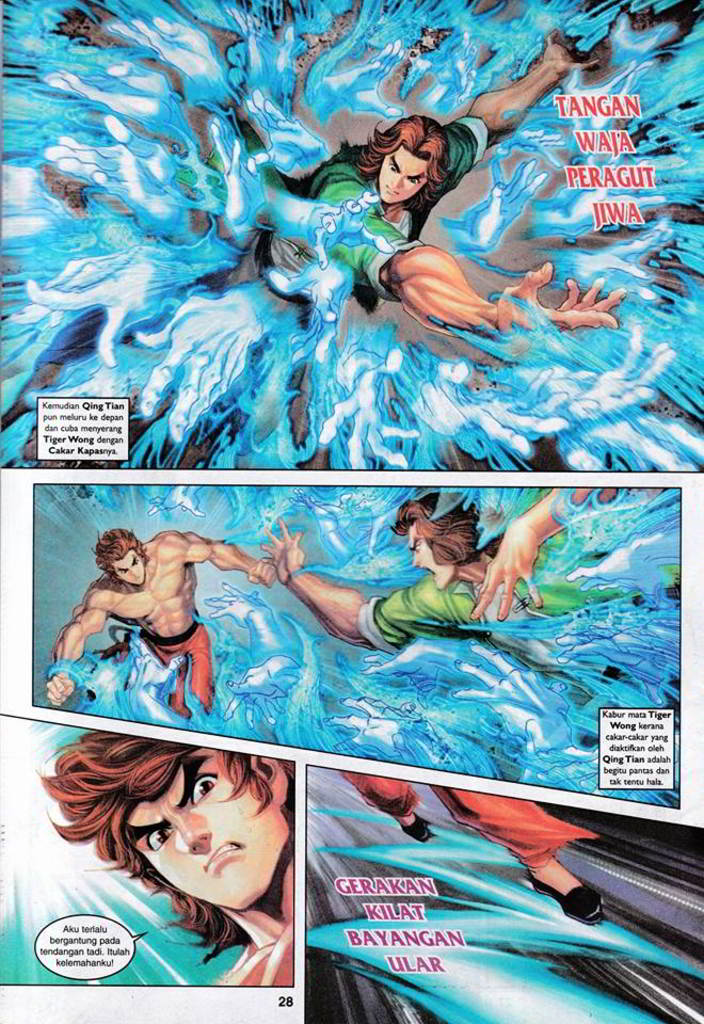 TANGAN
WAJA
PERAGUT
JIWA
Kemudian Qing Tian
pun meluru ke depan
dan cuba menyerang
Tiger Wong dengan
Cakar Kapasnya.
Kabur mata Tiger
Wong kerana
cakar-cakar yang
diaktifkan oleh
Qing Tian adalah
begitu pantas dan
tak tentu hala.
Aku terlalu
bergantung pada
tendangan tadi. Itulah
kelemahanku!
GERAKAN
KILAT
BAYANGAN
ULAR
28